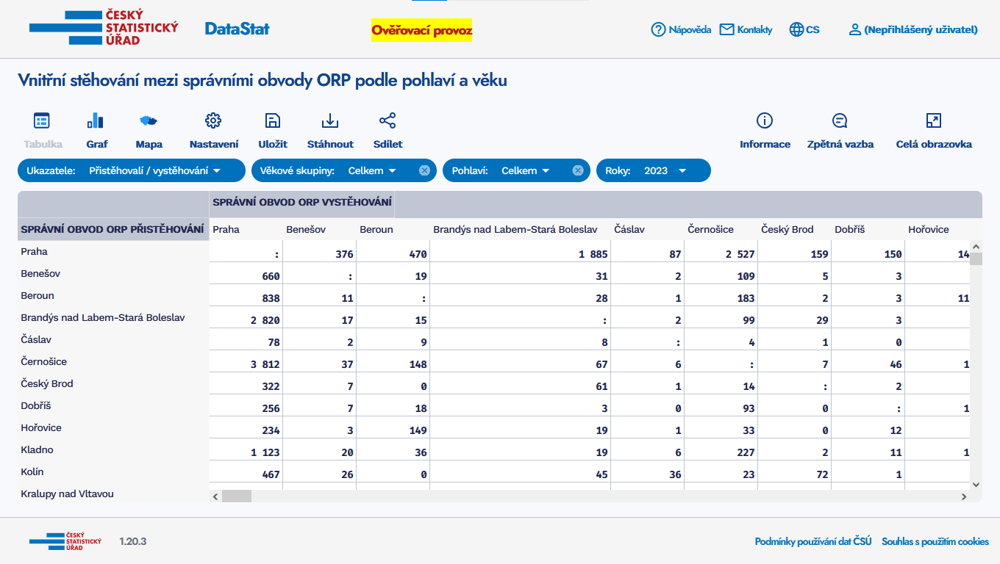 ČESKÝ
STATISTICKÝ
ÚŘAD
DataStat
Ověřovací provoz
Nápověda Kontakty CS (Nepřihlášený uživatel)
Vnitřní stěhování mezi správními obvody ORP podle pohlaví a věku
Tabulka Graf Mapa Nastavení Uložit Stáhnout Sdílet Informace Zpětná vazba Celá obrazovka
Ukazatele: Přistěhovalí / vystěhování Věkové skupiny: Celkem Pohlaví: Celkem Roky: 2023
SPRÁVNÍ OBVOD ORP VYSTĚHOVÁNÍ
SPRÁVNÍ OBVOD ORP PŘISTĚHOVÁNÍ Praha Benešov Beroun Brandýs nad Labem-Stará Boleslav Čáslav Černošice Český Brod Dobříš Hořovice
Praha : 376 470 1 885 87 2 527 159 150 14
Benešov 660 : 19 31 2 109 5 3
Beroun 838 11 : 28 1 183 2 3 11
Brandýs nad Labem-Stará Boleslav 2 820 17 15 : 2 99 29 3
Čáslav 78 2 9 8 : 4 1 0
Černošice 3 812 37 148 67 6 : 7 46 1
Český Brod 322 7 0 61 1 14 : 2
Dobříš 256 7 18 3 0 93 0 : 1
Hořovice 234 3 149 19 1 33 0 12
Kladno 1 123 20 36 19 6 227 2 11 1
Kolín 467 26 0 45 36 23 72 1
Kralupy nad Vltavou
ČESKÝ
STATISTICKÝ
ÚŘAD
1.20.3
Podmínky používání dat ČSÚ Souhlas s použitím cookies